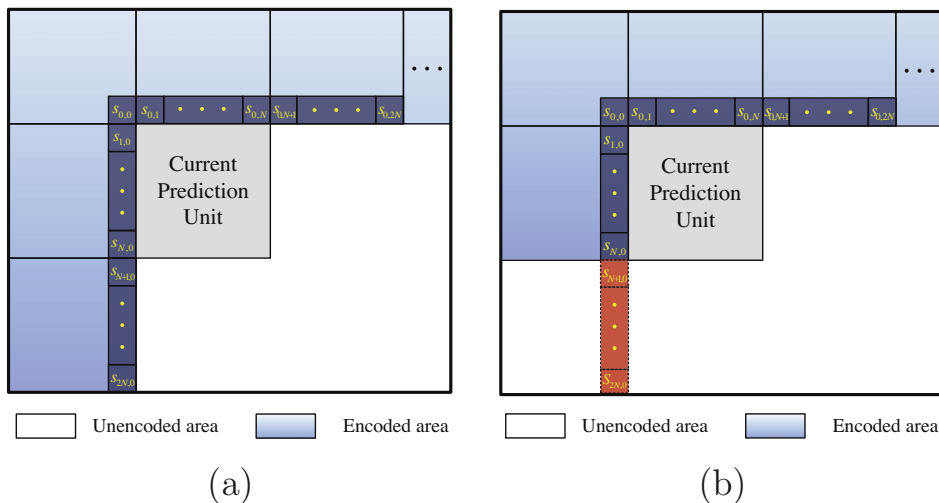 s0,0 s0,1 • • • s0,N s0,N+1 • • • s0,2N • • •
s1,0
•
•
•
sN,0
sN+1,0
•
•
•
s2N,0
Current
Prediction
Unit
Unencoded area Encoded area
(a)
s0,0 s0,1 • • • s0,N s0,N+1 • • • s0,2N • • •
s1,0
•
•
•
sN,0
sN+1,0
•
•
•
s2N,0
Current
Prediction
Unit
Unencoded area Encoded area
(b)